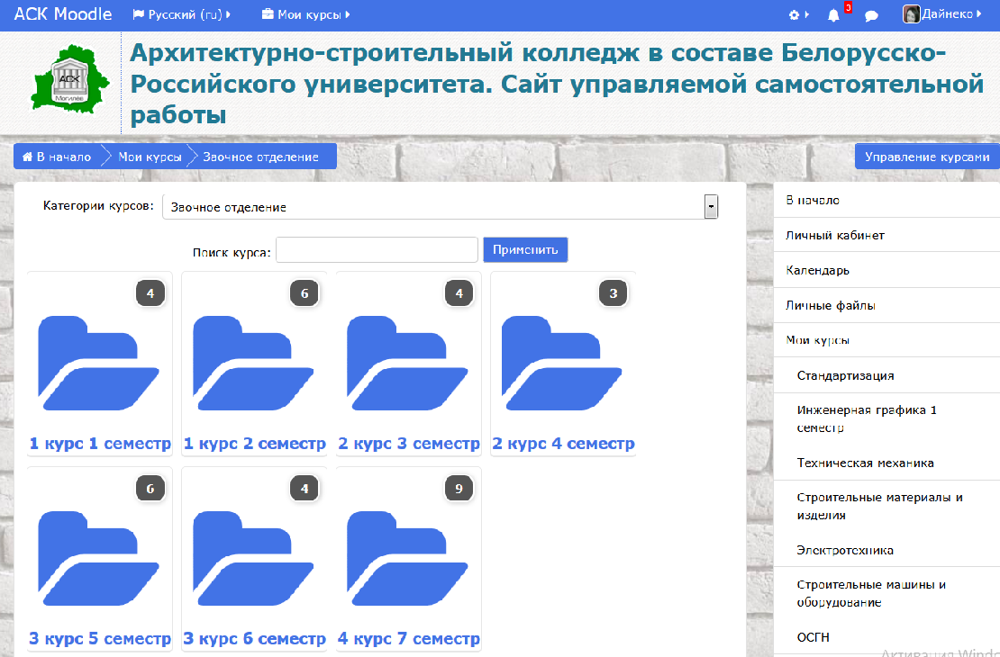 АСК Moodle
Русский (ru)
Мои курсы
3
Дайнеко
АСК
Могилев
Архитектурно-строительный колледж в составе Белорусско-
Российского университета. Сайт управляемой самостоятельной
работы
В начало
Мои курсы
Заочное отделение
Управление курсами
Категории курсов:
Заочное отделение
Поиск курса:
Применить
4
6
4
3
1 курс 1 семестр
1 курс 2 семестр
2 курс 3 семестр
2 курс 4 семестр
6
4
9
3 курс 5 семестр
3 курс 6 семестр
4 курс 7 семестр
В начало
Личный кабинет
Календарь
Личные файлы
Мои курсы
Стандартизация
Инженерная графика 1
семестр
Техническая механика
Строительные материалы и
изделия
Электротехника
Строительные машины и
оборудование
ОСГН
Активация